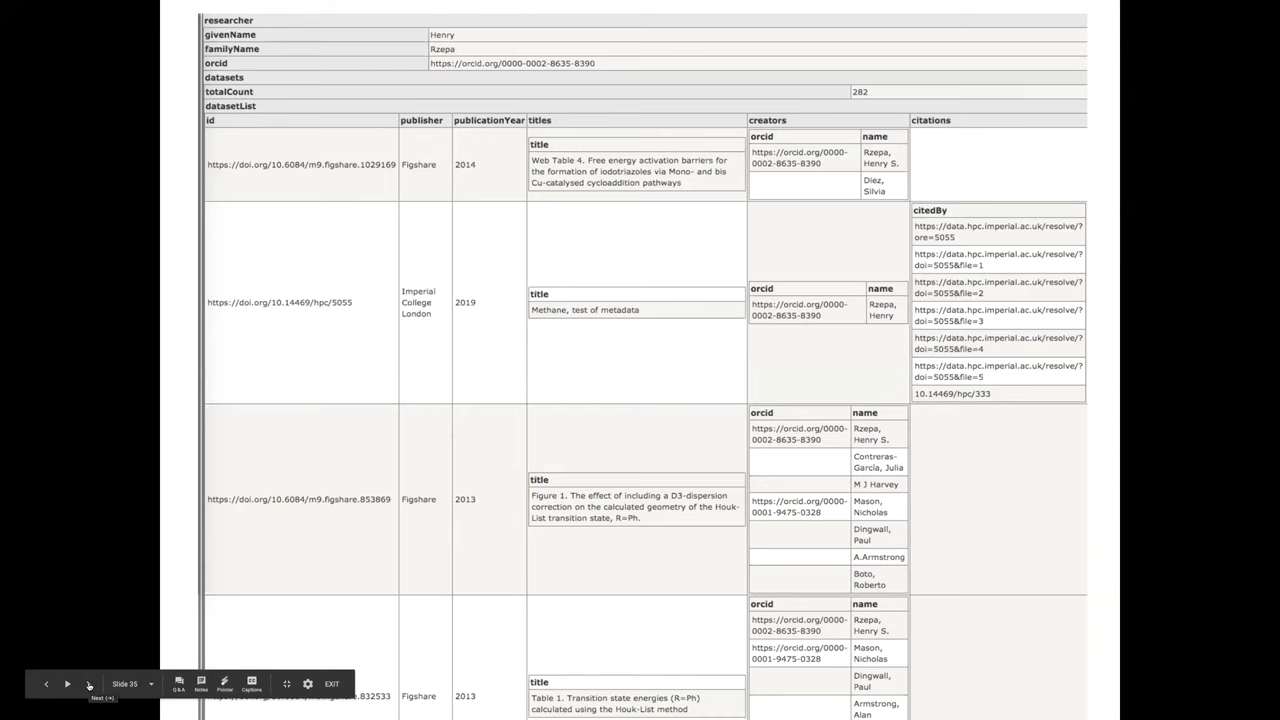 researcher
givenName Henry
familyName Rzepa
orcid https://orcid.org/0000-0002-8635-8390
datasets
totalCount 282
datasetList
id publisher publicationYear titles creators citations
https://doi.org/10.6084/m9.figshare.1029169
Figshare
2014
title
Web Table 4. Free energy activation barriers for
the formation of iodotriazoles via Mono- and bis
Cu-catalysed cycloaddition pathways
orcid name
https://orcid.org/0000- Rzepa,
0002-8635-8390 Henry S.
Diez,
Silvia
https://doi.org/10.14469/hpc/5055
Imperial
College
London
2019
title
Methane, test of metadata
orcid name
https://orcid.org/0000- Rzepa,
0002-8635-8390 Henry
citedBy
https://data.hpc.imperial.ac.uk/resolve/?
ore=5055
https://data.hpc.imperial.ac.uk/resolve/?
doi=5055&file=1
https://data.hpc.imperial.ac.uk/resolve/?
doi=5055&file=2
https://data.hpc.imperial.ac.uk/resolve/?
doi=5055&file=3
https://data.hpc.imperial.ac.uk/resolve/?
doi=5055&file=4
https://data.hpc.imperial.ac.uk/resolve/?
doi=5055&file=5
10.14469/hpc/333
https://doi.org/10.6084/m9.figshare.853869
Figshare
2013
title
Figure 1. The effect of including a D3-dispersion
correction on the calculated geometry of the Houk-
List transition state, R=Ph.
orcid name
https://orcid.org/0000- Rzepa,
0002-8635-8390 Henry S.
Contreras-
García, Julia
M J Harvey
https://orcid.org/0000- Mason,
0001-9475-0328 Nicholas
Dingwall,
Paul
A.Armstrong
Boto,
Roberto
832533
Figshare
2013
title
Table 1. Transition state energies (R=Ph)
calculated using the Houk-List method
orcid name
https://orcid.org/0000- Rzepa,
0002-8635-8390 Henry S.
https://orcid.org/0000- Mason,
0001-9475-0328 Nicholas
Dingwall,
Paul
Armstrong,
Alan
Slide 35
Q & A Notes Pointer Captions
EXIT
Next (→)